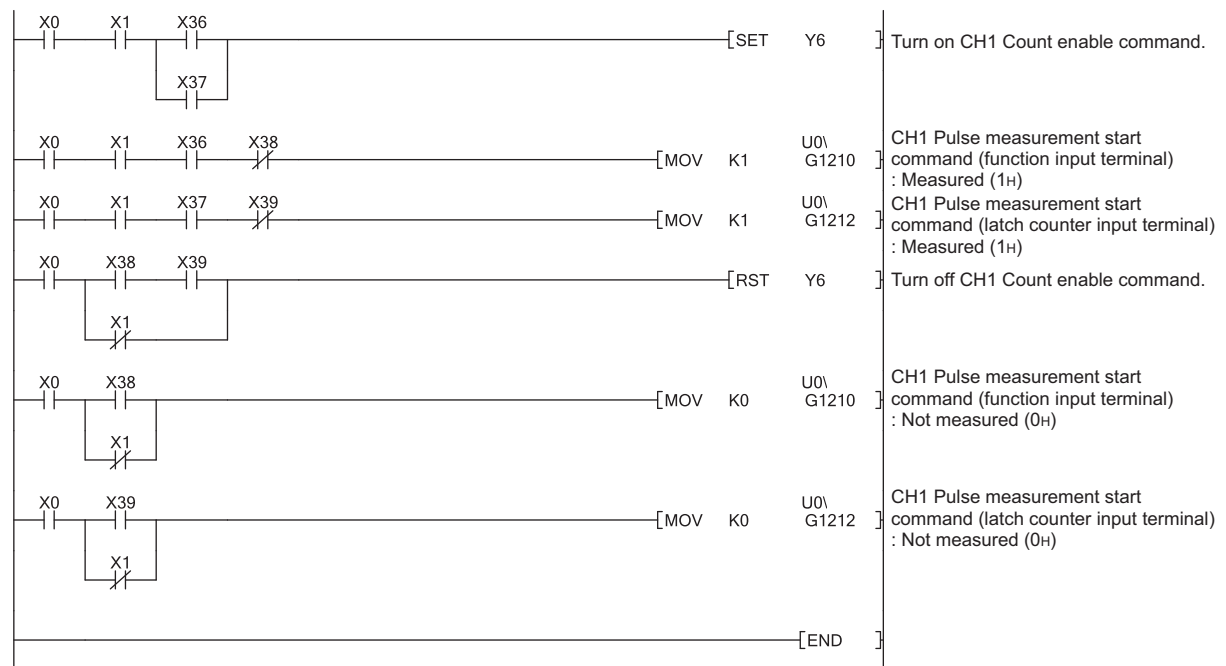 X0 X1 X36
[SET Y6 ] Turn on CH1 Count enable command.
X37
X0 X1 X36 X38
[MOV K1 U0\
G1210 ]
CH1 Pulse measurement start
command (function input terminal)
: Measured (1H)
X0 X1 X37 X39
[MOV K1 U0\
G1212 ]
CH1 Pulse measurement start
command (latch counter input terminal)
: Measured (1H)
X0 X38 X39
[RST Y6 ] Turn off CH1 Count enable command.
X1
X0 X38
[MOV K0 U0\
G1210 ]
CH1 Pulse measurement start
command (function input terminal)
: Not measured (0H)
X1
X0 X39
[MOV K0 U0\
G1212 ]
CH1 Pulse measurement start
command (latch counter input terminal)
: Not measured (0H)
X1
[END ]